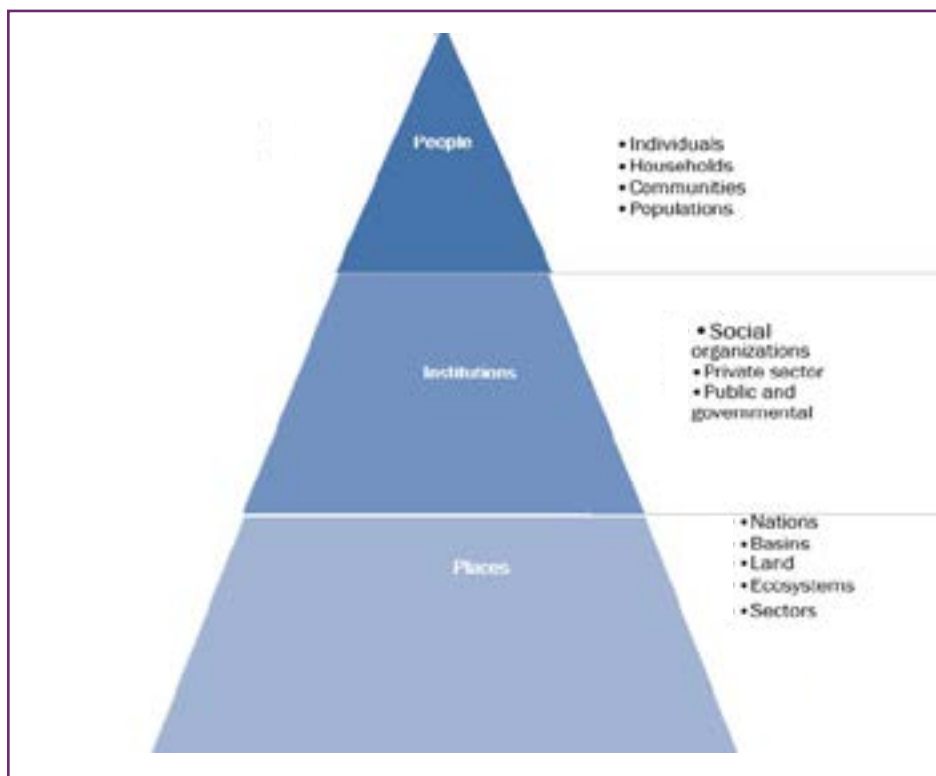 People
• Individuals
• Households
• Communities
• Populations
Institutions
• Social
organizations
• Private sector
• Public and
governmental
Places
• Nations
• Basins
• Land
• Ecosystems
• Sectors